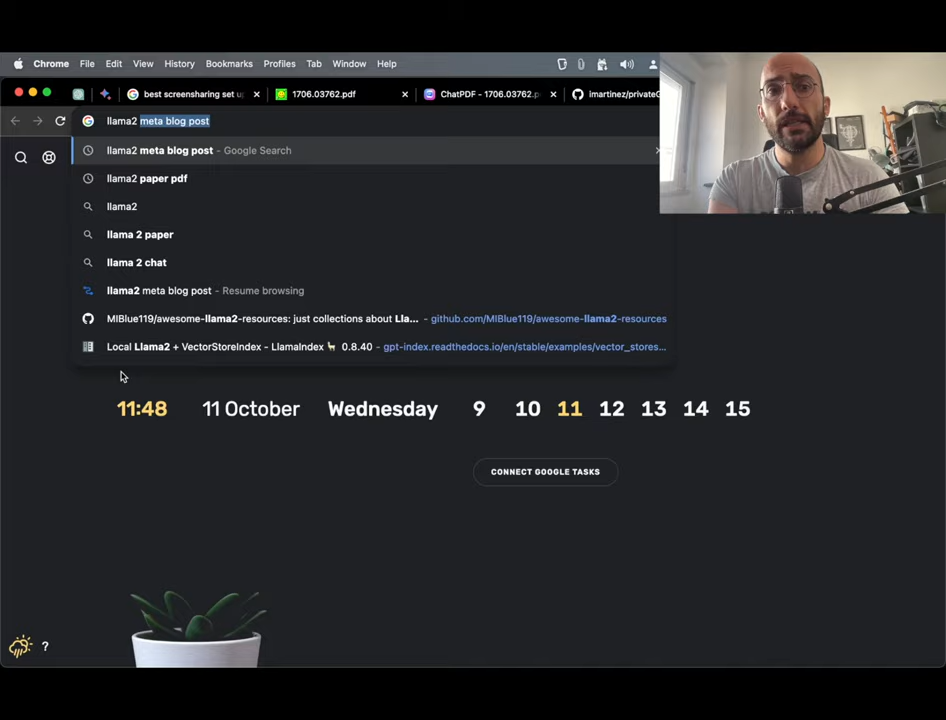 Chrome File Edit View History Bookmarks Profiles Tab Window Help
best screensharing set u
1706.03762.pdf
ChatPDF - 1706.03762.p
imartinez/privateG
llama2 meta blog post
llama2 meta blog post - Google Search
llama2 paper pdf
llama2
llama 2 paper
llama 2 chat
llama2 meta blog post - Resume browsing
MIBlue119/awesome-llama2-resources: just collections about Lla... - github.com/MIBlue119/awesome-llama2-resources
Local Llama2 + VectorStoreIndex - LlamaIndex 🦙 0.8.40 - gpt-index.readthedocs.io/en/stable/examples/vector_stores...
11:48 11 October Wednesday 9 10 11 12 13 14 15
CONNECT GOOGLE TASKS
?